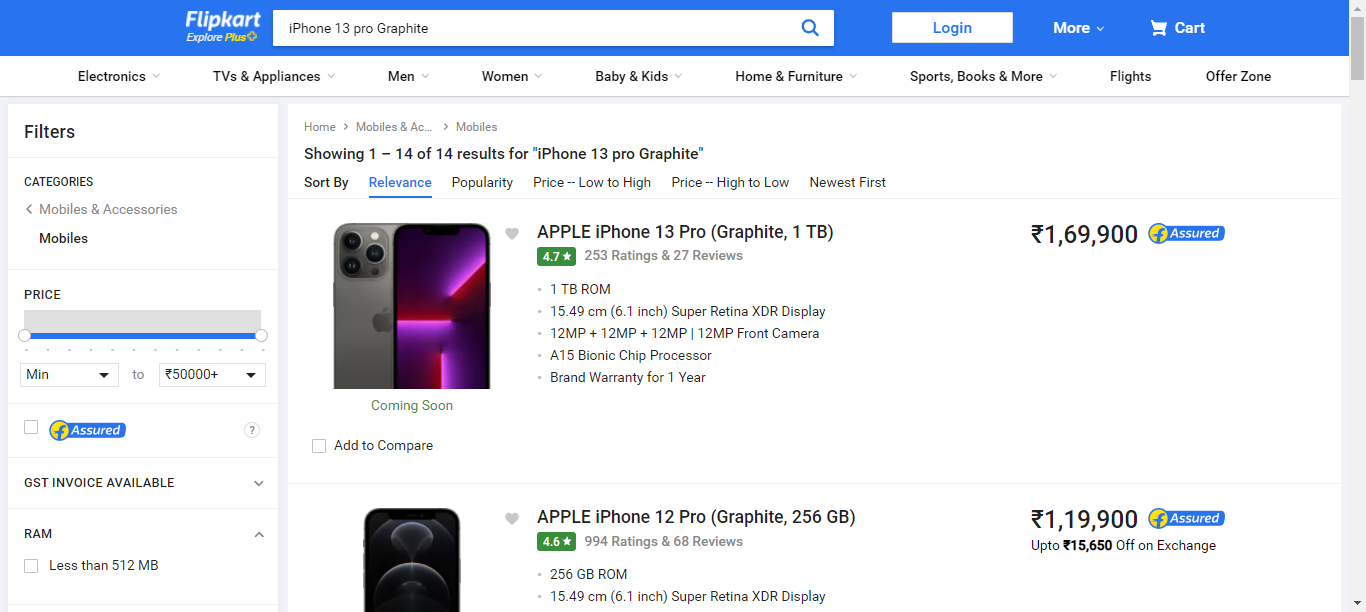 Flipkart
Explore Plus
iPhone 13 pro Graphite
Login
More
Cart
Electronics
TVs & Appliances
Men
Women
Baby & Kids
Home & Furniture
Sports, Books & More
Flights
Offer Zone
Filters
CATEGORIES
Mobiles & Accessories
Mobiles
PRICE
Min
to
₹50000+
f Assured
?
GST INVOICE AVAILABLE
RAM
Less than 512 MB
Home > Mobiles & Ac... > Mobiles
Showing 1 – 14 of 14 results for "iPhone 13 pro Graphite"
Sort By Relevance Popularity Price -- Low to High Price -- High to Low Newest First
APPLE iPhone 13 Pro (Graphite, 1 TB)
4.7★ 253 Ratings & 27 Reviews
• 1 TB ROM
• 15.49 cm (6.1 inch) Super Retina XDR Display
• 12MP + 12MP + 12MP | 12MP Front Camera
• A15 Bionic Chip Processor
• Brand Warranty for 1 Year
₹1,69,900 f Assured
Coming Soon
Add to Compare
APPLE iPhone 12 Pro (Graphite, 256 GB)
4.6★ 994 Ratings & 68 Reviews
• 256 GB ROM
• 15.49 cm (6.1 inch) Super Retina XDR Display
₹1,19,900 f Assured
Upto ₹15,650 Off on Exchange